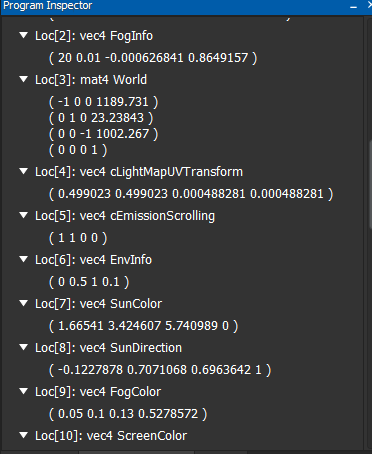 Program Inspector
Loc[2]: vec4 FogInfo
( 20 0.01 -0.000626841 0.8649157 )
Loc[3]: mat4 World
( -1 0 0 1189.731 )
( 0 1 0 23.23843 )
( 0 0 -1 1002.267 )
( 0 0 0 1 )
Loc[4]: vec4 cLightMapUVTransform
( 0.499023 0.499023 0.000488281 0.000488281 )
Loc[5]: vec4 cEmissionScrolling
( 1 1 0 0 )
Loc[6]: vec4 EnvInfo
( 0 0.5 1 0.1 )
Loc[7]: vec4 SunColor
( 1.66541 3.424607 5.740989 0 )
Loc[8]: vec4 SunDirection
( -0.1227878 0.7071068 0.6963642 1 )
Loc[9]: vec4 FogColor
( 0.05 0.1 0.13 0.5278572 )
Loc[10]: vec4 ScreenColor